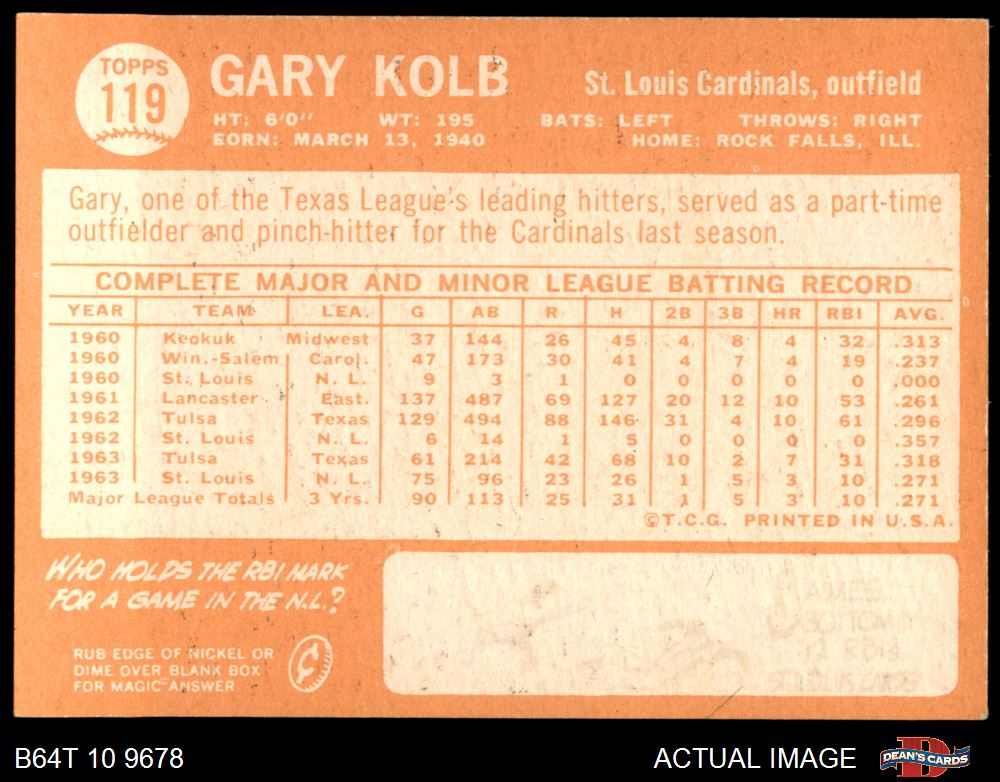 TOPPS
119
GARY KOLB
St. Louis Cardinals, outfield
HT: 6'0" WT: 195 BATS: LEFT THROWS: RIGHT
BORN: MARCH 13, 1940 HOME: ROCK FALLS, ILL.
Gary, one of the Texas League's leading hitters, served as a part-time
outfielder and pinch-hitter for the Cardinals last season.
COMPLETE MAJOR AND MINOR LEAGUE BATTING RECORD
YEAR TEAM LEA. G AB R H 2B 3B HR RBI AVG.
1960 Keokuk Midwest 37 144 26 45 4 8 4 32 .313
1960 Win.-Salem Carol. 47 173 30 41 4 7 4 19 .237
1960 St. Louis N. L. 9 3 1 0 0 0 0 0 .000
1961 Lancaster East. 137 487 69 127 20 12 10 53 .261
1962 Tulsa Texas 129 494 88 146 31 4 10 61 .296
1962 St. Louis N. L. 6 14 1 5 0 0 0 0 .357
1963 Tulsa Texas 61 214 42 68 10 2 7 31 .318
1963 St. Louis N. L. 75 96 23 26 1 5 3 10 .271
Major League Totals 3 Yrs. 90 113 25 31 1 5 3 10 .271
©T.C.G. PRINTED IN U.S.A.
WHO HOLDS THE RBI MARK
FOR A GAME IN THE N.L.?
RUB EDGE OF NICKEL OR
DIME OVER BLANK BOX
FOR MAGIC ANSWER
B64T 10 9678
ACTUAL IMAGE
DEAN'S CARDS